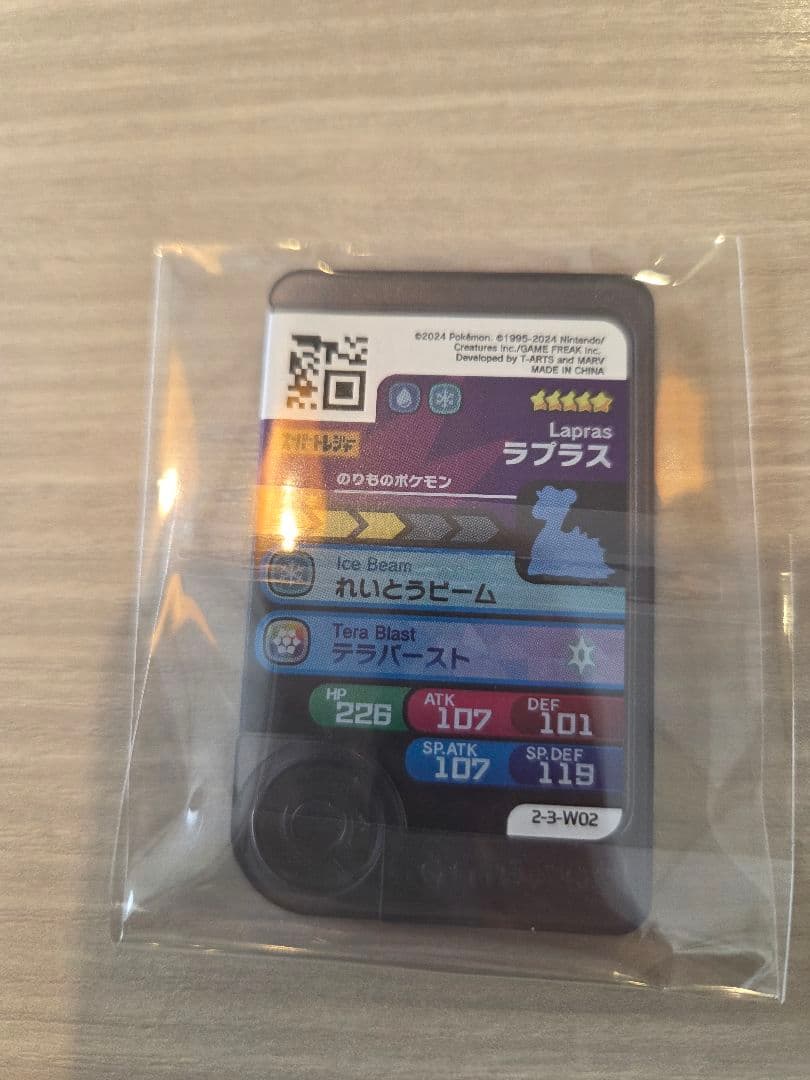 ©2024 Pokémon. ©1995-2024 Nintendo/
Creatures Inc./GAME FREAK inc.
Developed by T-ARTS and MARV
MADE IN CHINA
Lapras
スーパートレジャー
ラプラス
のりものポケモン
Ice Beam
れいとうビーム
Tera Blast
テラバースト
HP 226
ATK 107
DEF 101
SP.ATK 107
SP.DEF 119
2-3-W02